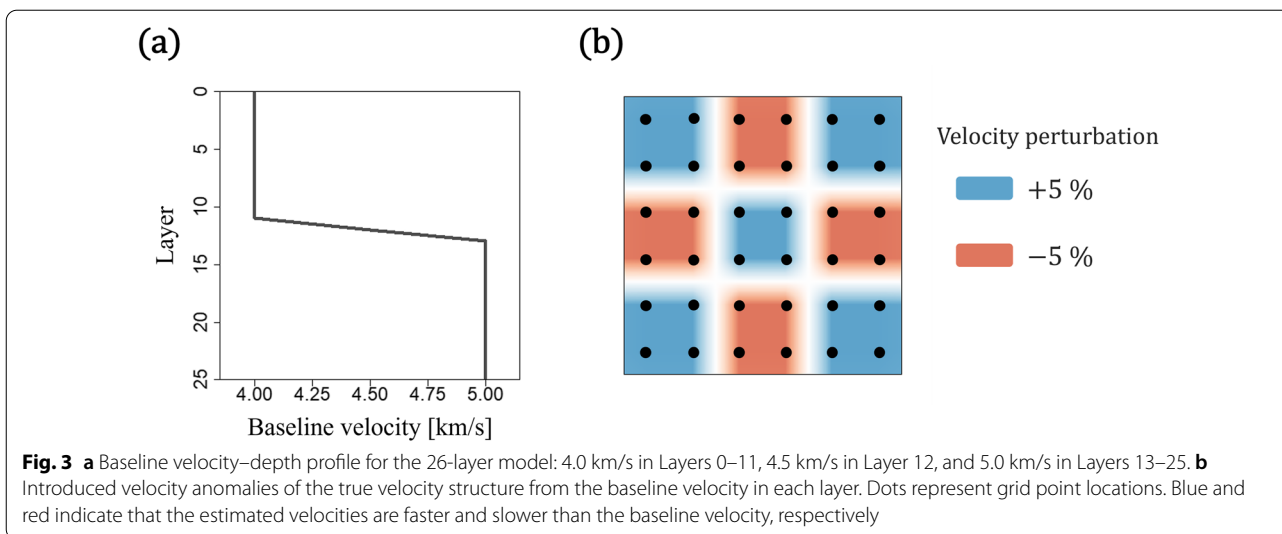 (a)
(b)
0
5
10
15
20
25
Layer
4.00 4.25 4.50 4.75 5.00
Baseline velocity [km/s]
Velocity perturbation
+5 %
−5 %
Fig. 3 a Baseline velocity–depth profile for the 26-layer model: 4.0 km/s in Layers 0–11, 4.5 km/s in Layer 12, and 5.0 km/s in Layers 13–25. b
Introduced velocity anomalies of the true velocity structure from the baseline velocity in each layer. Dots represent grid point locations. Blue and
red indicate that the estimated velocities are faster and slower than the baseline velocity, respectively